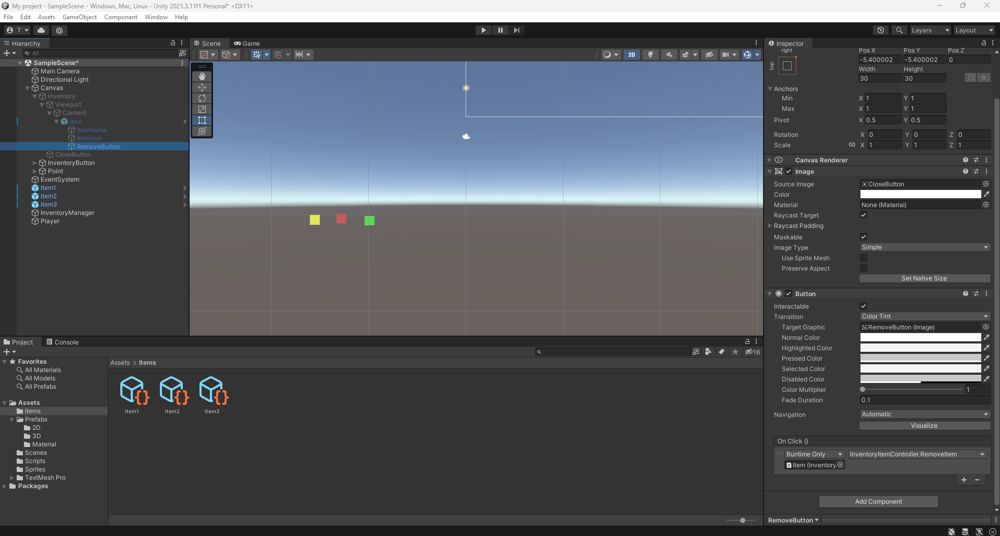 My project - SampleScene - Windows, Mac, Linux - Unity 2021.3.11f1 Personal* <DX11>
File Edit Assets GameObject Component Window Help
T Layers Layout
Hierarchy
All
SampleScene*
Main Camera
Directional Light
Canvas
Inventory
Viewport
Content
Item
ItemName
ItemIcon
RemoveButton
CloseButton
InventoryButton
Point
EventSystem
Item1
Item2
Item3
InventoryManager
Player
Scene Game
2D
Project Console
16
Favorites
All Materials
All Models
All Prefabs
Assets
Items
Prefabs
2D
3D
Material
Scenes
Scripts
Sprites
TextMesh Pro
Packages
Assets > Items
Item1 Item2 Item3
Inspector
right Pos X Pos Y Pos Z
top -5.400002 -5.400002 0
Width Height
30 30 R
Anchors
Min X 1 Y 1
Max X 1 Y 1
Pivot X 0.5 Y 0.5
Rotation X 0 Y 0 Z 0
Scale X 1 Y 1 Z 1
Canvas Renderer
Image
Source Image CloseButton
Color
Material None (Material)
Raycast Target
Raycast Padding
Maskable
Image Type Simple
Use Sprite Mesh
Preserve Aspect
Set Native Size
Button
Interactable
Transition Color Tint
Target Graphic RemoveButton (Image)
Normal Color
Highlighted Color
Pressed Color
Selected Color
Disabled Color
Color Multiplier 1
Fade Duration 0.1
Navigation Automatic
Visualize
On Click ()
Runtime Only InventoryItemController.RemoveItem
Item (Inventory
+ -
Add Component
RemoveButton